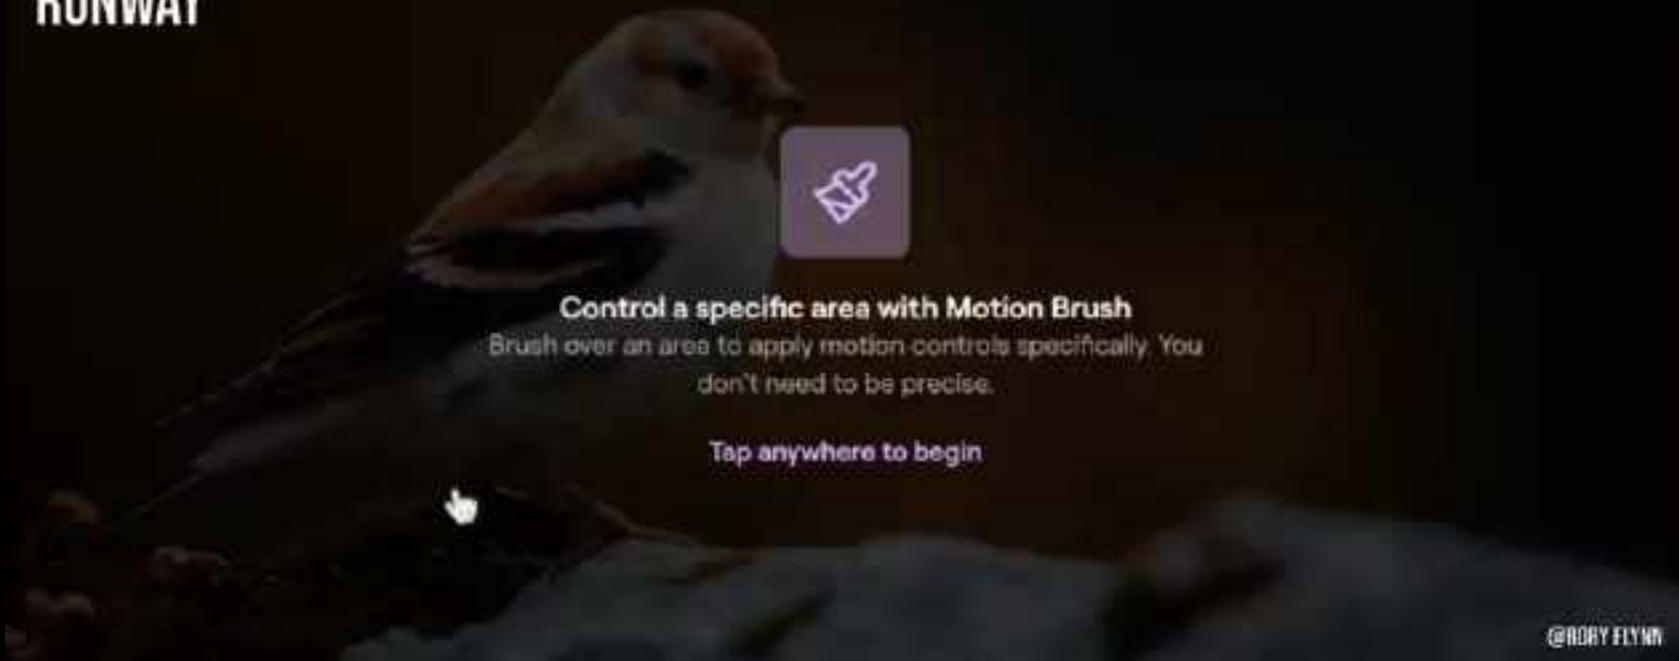 RUNWAY
Control a specific area with Motion Brush
Brush over an area to apply motion controls specifically. You
don't need to be precise.
Tap anywhere to begin
@RORY FLYNN